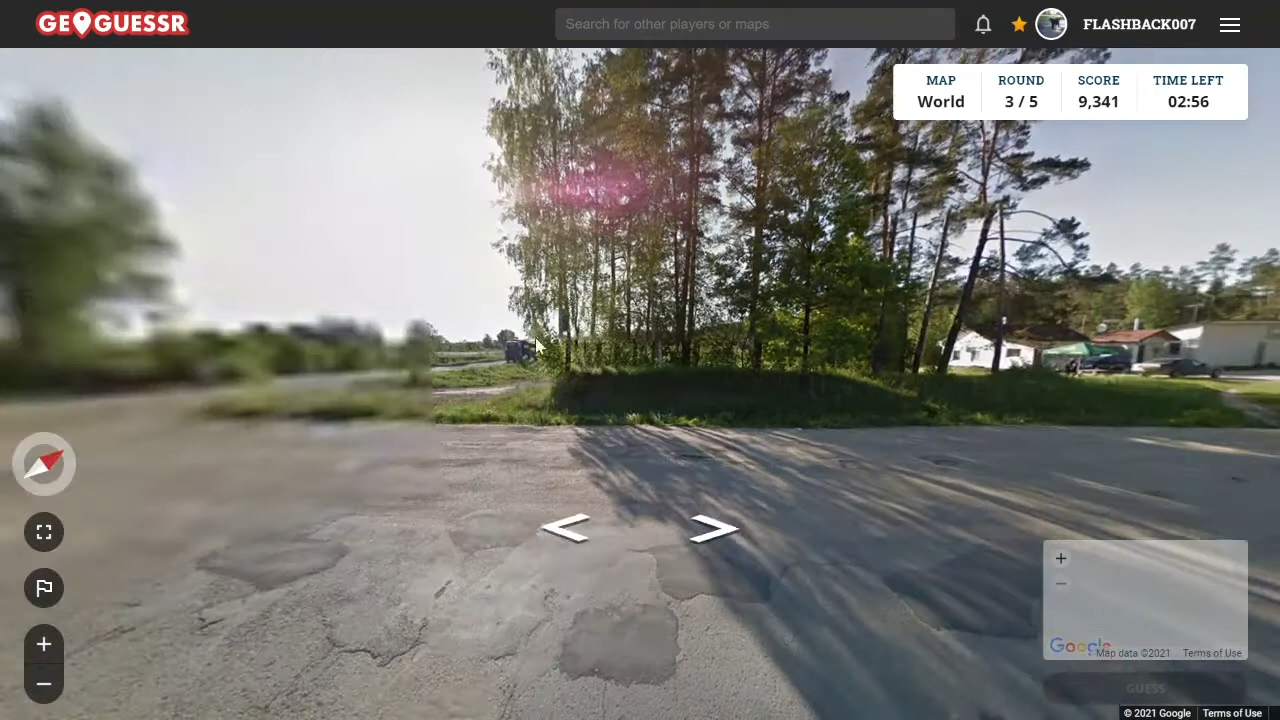 GEOGUESSR
Search for other players or maps
FLASHBACK007
MAP ROUND SCORE TIME LEFT
World 3 / 5 9,341 02:56
Google
Map data ©2021 Terms of Use
GUESS
© 2021 Google Terms of Use